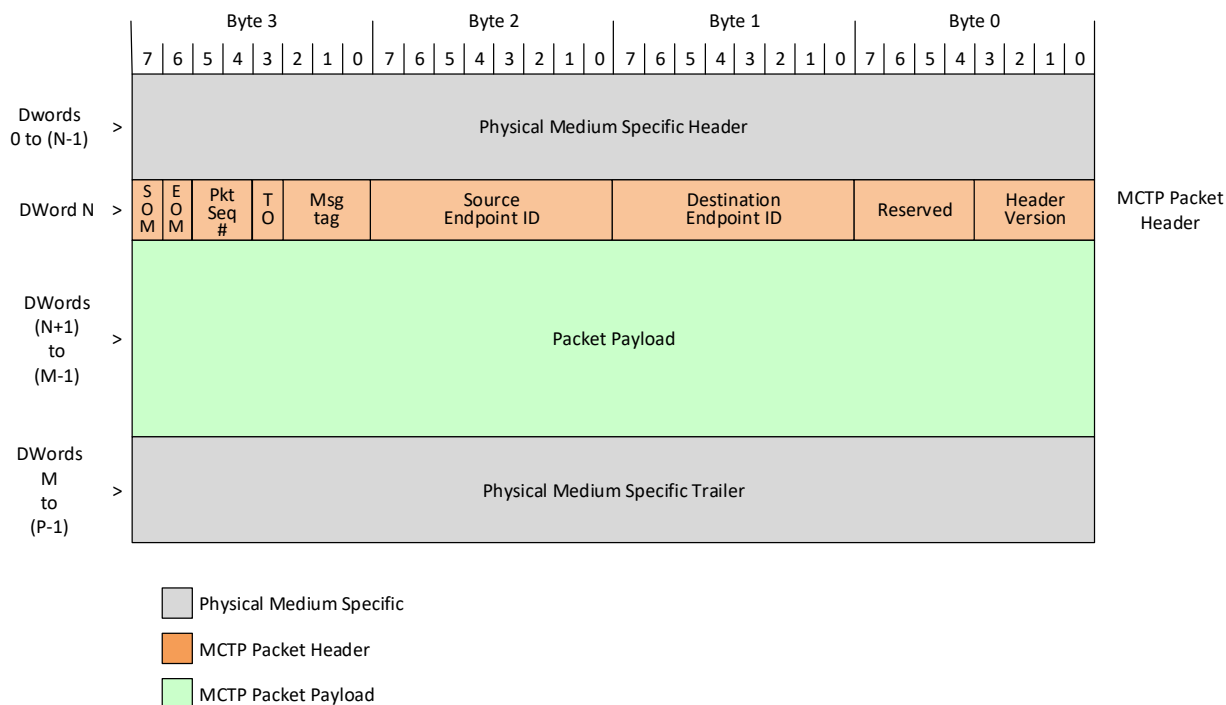 Byte 3 Byte 2 Byte 1 Byte 0
7 6 5 4 3 2 1 0 7 6 5 4 3 2 1 0 7 6 5 4 3 2 1 0 7 6 5 4 3 2 1 0
Dwords
0 to (N-1) >
Physical Medium Specific Header
DWord N >
SOM
EOM
Pkt
Seq
#
TO
Msg
tag
Source
Endpoint ID
Destination
Endpoint ID
Reserved
Header
Version
MCTP Packet
Header
DWords
(N+1)
to
(M-1)
>
Packet Payload
DWords
M
to
(P-1)
>
Physical Medium Specific Trailer
Physical Medium Specific
MCTP Packet Header
MCTP Packet Payload